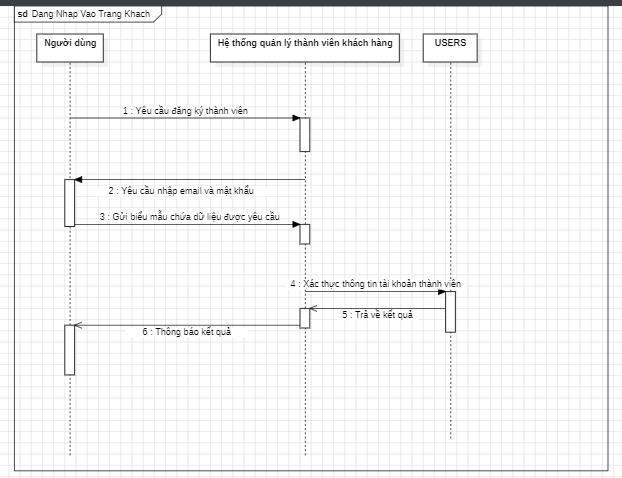 sd Dang Nhap Vao Trang Khach
Người dùng
Hệ thống quản lý thành viên khách hàng
USERS
1 : Yêu cầu đăng ký thành viên
2 : Yêu cầu nhập email và mật khẩu
3 : Gửi biểu mẫu chứa dữ liệu được yêu cầu
4 : Xác thực thông tin tài khoản thành viên
5 : Trả về kết quả
6 : Thông báo kết quả